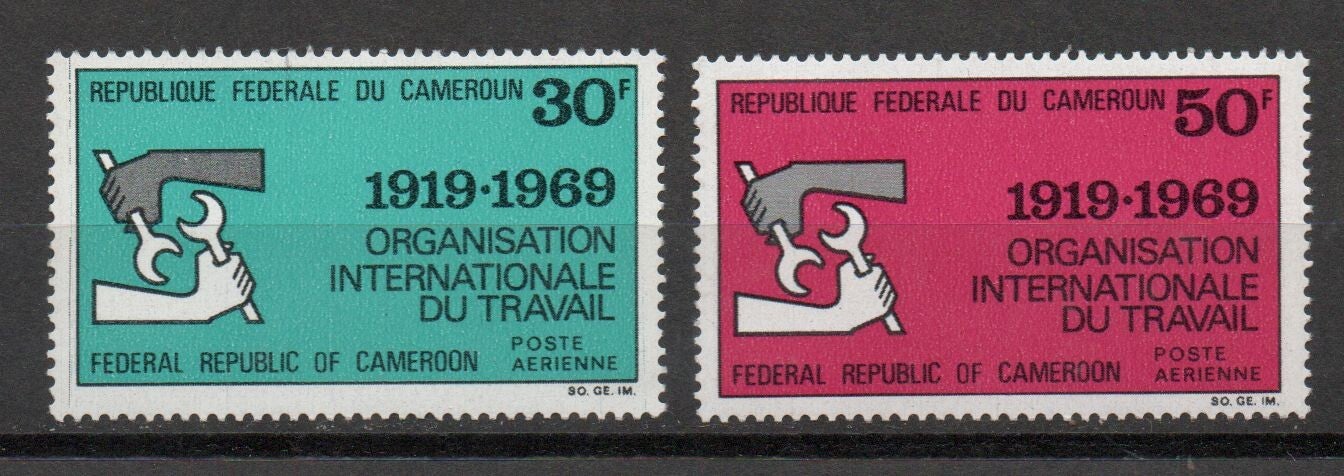 REPUBLIQUE FEDERALE DU CAMEROUN 30F
1919·1969
ORGANISATION
INTERNATIONALE
DU TRAVAIL
FEDERAL REPUBLIC OF CAMEROON
POSTE
AERIENNE
SO. GE. IM.
REPUBLIQUE FEDERALE DU CAMEROUN 50F
1919·1969
ORGANISATION
INTERNATIONALE
DU TRAVAIL
FEDERAL REPUBLIC OF CAMEROON
POSTE
AERIENNE
SO. GE. IM.